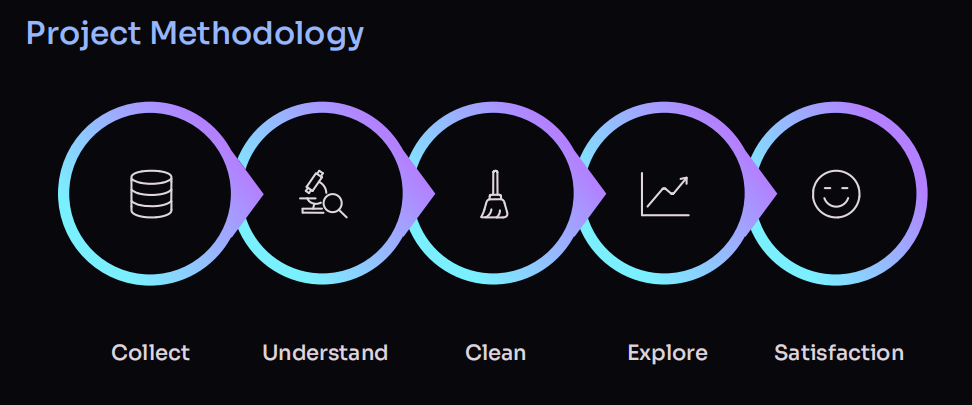 Project Methodology
Collect Understand Clean Explore Satisfaction